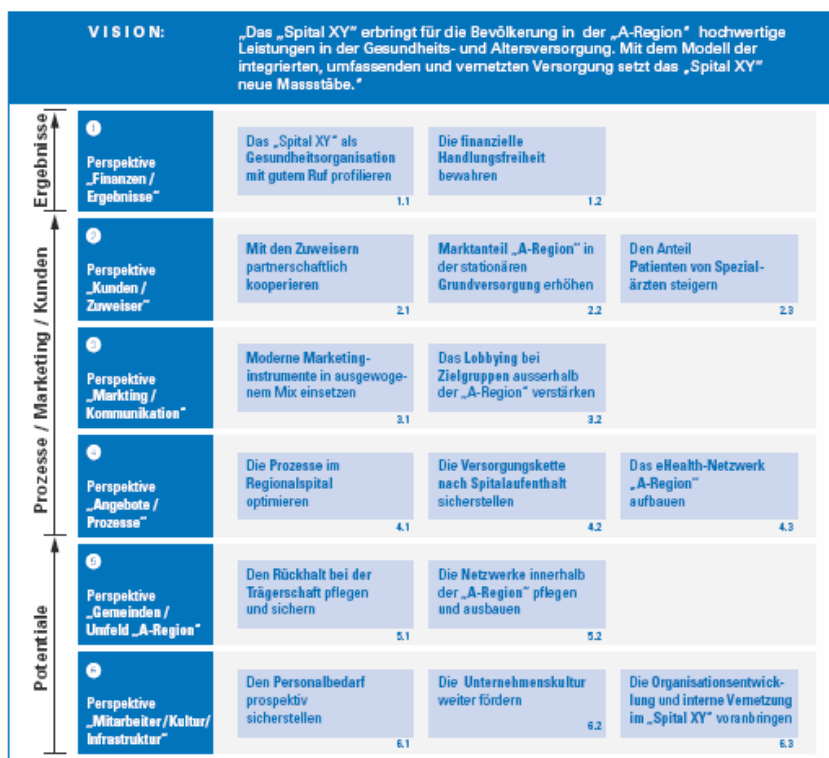 VISION:
„Das „Spital XY“ erbringt für die Bevölkerung in der „A-Region“ hochwertige
Leistungen in der Gesundheits- und Altersversorgung. Mit dem Modell der
integrierten, umfassenden und vernetzten Versorgung setzt das „Spital XY“
neue Massstäbe.“
Ergebnisse
1
Perspektive
„Finanzen /
Ergebnisse“
Das „Spital XY“ als
Gesundheitsorganisation
mit gutem Ruf profilieren
1.1
Die finanzielle
Handlungsfreiheit
bewahren
1.2
Prozesse / Marketing / Kunden
2
Perspektive
„Kunden /
Zuweiser“
Mit den Zuweisern
partnerschaftlich
kooperieren
2.1
Marktanteil „A-Region“ in
der stationären
Grundversorgung erhöhen
2.2
Den Anteil
Patienten von Spezial-
ärzten steigern
2.3
3
Perspektive
„Markting /
Kommunikation“
Moderne Marketing-
instrumente in ausgewoge-
nem Mix einsetzen
3.1
Das Lobbying bei
Zielgruppen ausserhalb
der „A-Region“ verstärken
3.2
4
Perspektive
„Angebote /
Prozesse“
Die Prozesse im
Regionalspital
optimieren
4.1
Die Versorgungskette
nach Spitalaufenthalt
sicherstellen
4.2
Das eHealth-Netzwerk
„A-Region“
aufbauen
4.3
Potentiale
5
Perspektive
„Gemeinden /
Umfeld „A-Region“
Den Rückhalt bei der
Trägerschaft pflegen
und sichern
5.1
Die Netzwerke innerhalb
der „A-Region“ pflegen
und ausbauen
5.2
6
Perspektive
„Mitarbeiter/Kultur/
Infrastruktur“
Den Personalbedarf
prospektiv
sicherstellen
6.1
Die Unternehmenskultur
weiter fördern
6.2
Die Organisationsentwick-
lung und interne Vernetzung
im „Spital XY“ voranbringen
6.3